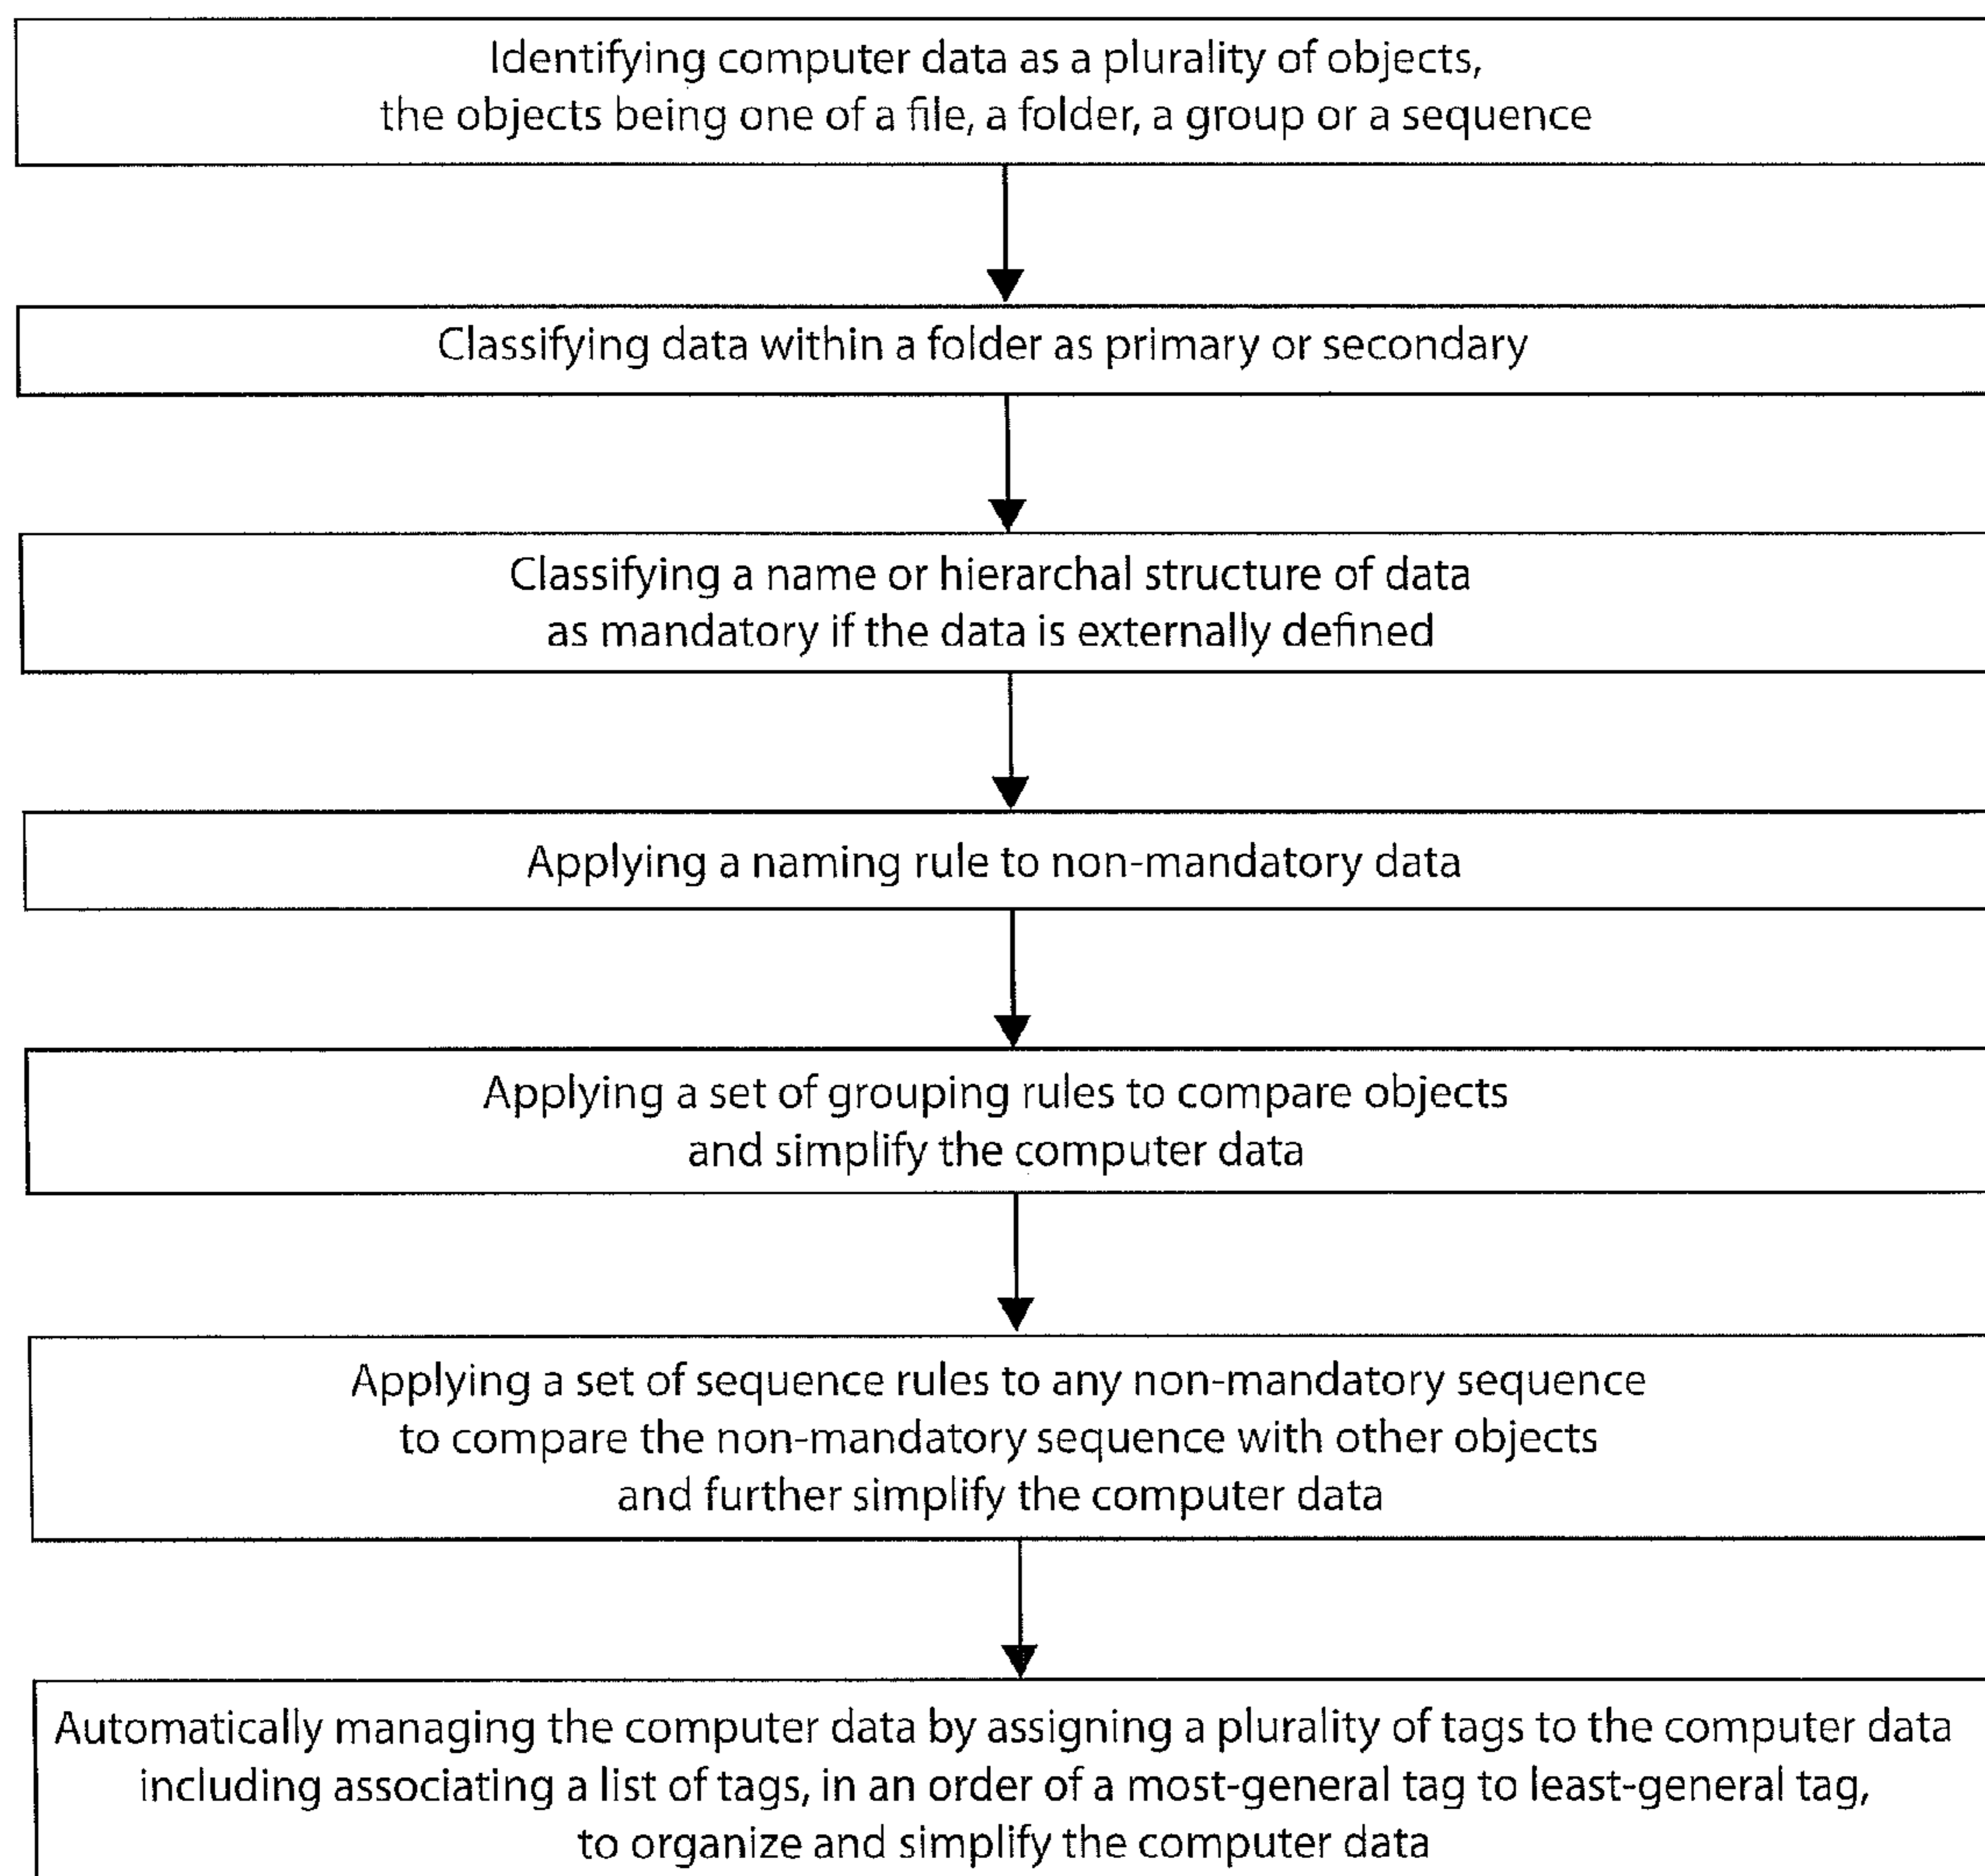 Identifying computer data as a plurality of objects,
the objects being one of a file, a folder, a group or a sequence
Classifying data within a folder as primary or secondary
Classifying a name or hierarchal structure of data
as mandatory if the data is externally defined
Applying a naming rule to non-mandatory data
Applying a set of grouping rules to compare objects
and simplify the computer data
Applying a set of sequence rules to any non-mandatory sequence
to compare the non-mandatory sequence with other objects
and further simplify the computer data
Automatically managing the computer data by assigning a plurality of tags to the computer data
including associating a list of tags, in an order of a most-general tag to least-general tag,
to organize and simplify the computer data